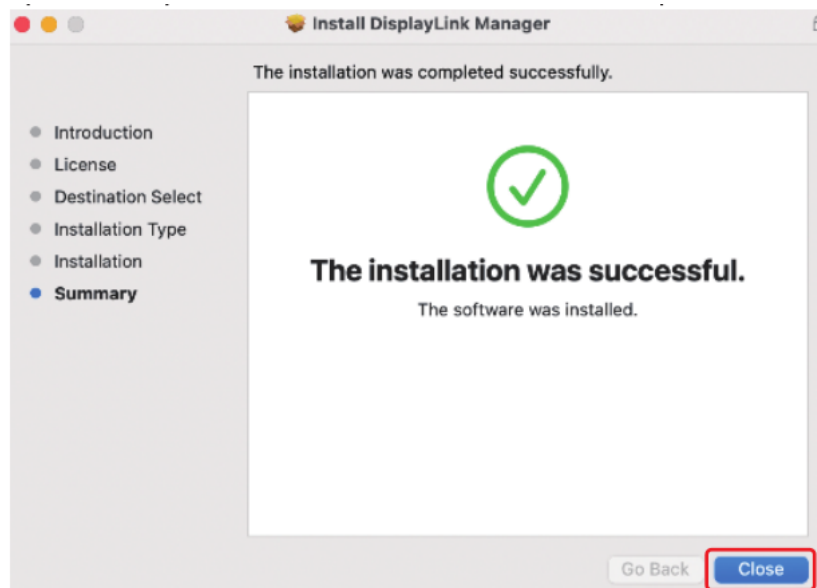 Install DisplayLink Manager
The installation was completed successfully.
Introduction
License
Destination Select
Installation Type
Installation
Summary
The installation was successful.
The software was installed.
Go Back
Close